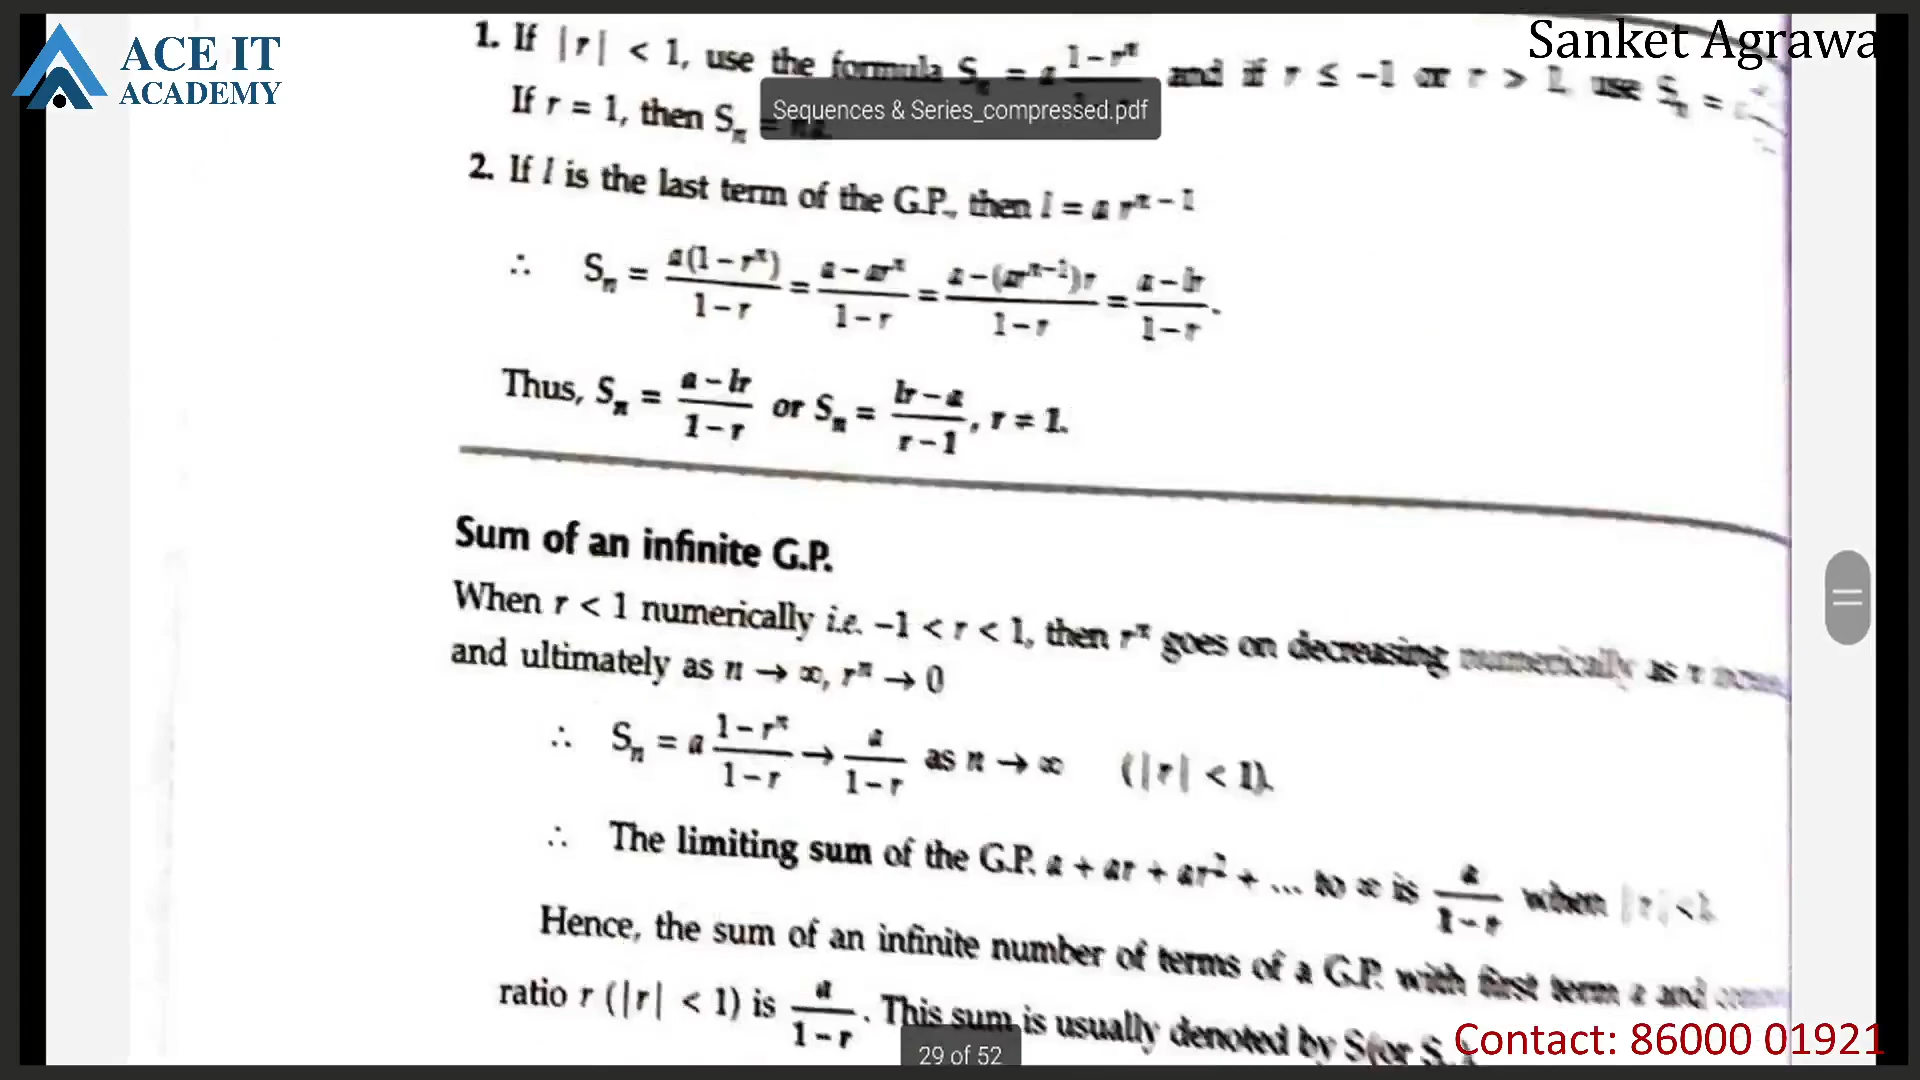 ACE IT
ACADEMY
Sanket Agrawa
1. If |r| < 1, use the formula Sₙ = a (1 – rⁿ) and if r ≤ –1 or r > 1, use Sₙ =
Sequences & Series_compressed.pdf
If r = 1, then Sₙ = na.
2. If l is the last term of the G.P., then l = a rⁿ⁻¹
∴ Sₙ = a(1 – rⁿ)/(1 – r) = (a – arⁿ)/(1 – r) = (a – (arⁿ⁻¹)r)/(1 – r) = (a – lr)/(1 – r).
Thus, Sₙ = (a – lr)/(1 – r) or Sₙ = (lr – a)/(r – 1), r ≠ 1.
Sum of an infinite G.P.
When r < 1 numerically i.e. –1 < r < 1, then rⁿ goes on decreasing numerically as
and ultimately as n → ∞, rⁿ → 0
∴ Sₙ = a (1 – rⁿ)/(1 – r) → a/(1 – r) as n → ∞ (|r| < 1).
∴ The limiting sum of the G.P. a + ar + ar² + ... to ∞ is a/(1 – r) when |r| < 1.
Hence, the sum of an infinite number of terms of a G.P. with first term a and
ratio r (|r| < 1) is a/(1 – r). This sum is usually denoted by S (or S
29 of 52
Contact: 86000 01921